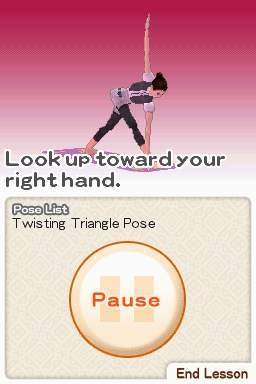 Look up toward your
right hand.
Pose List
Twisting Triangle Pose
Pause
End Lesson